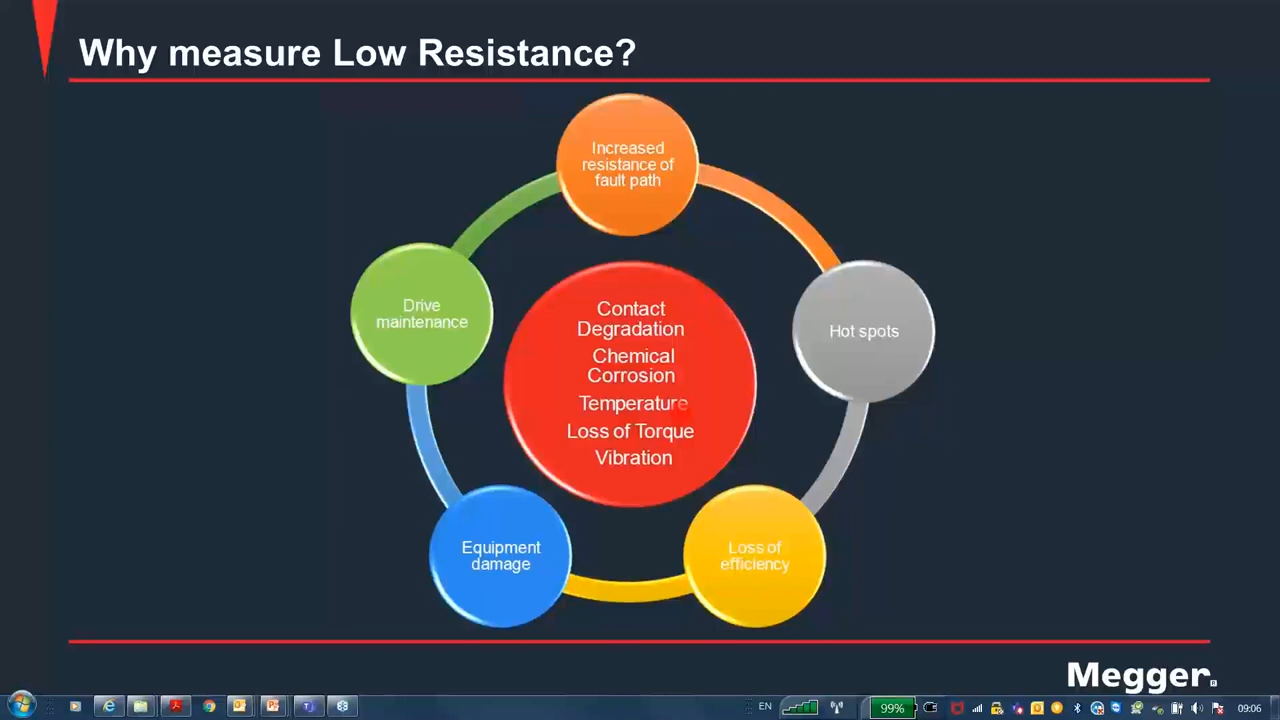 Why measure Low Resistance?
Increased
resistance of
fault path
Drive
maintenance
Hot spots
Contact
Degradation
Chemical
Corrosion
Temperature
Loss of Torque
Vibration
Equipment
damage
Loss of
efficiency
Megger
EN
99%
09:06